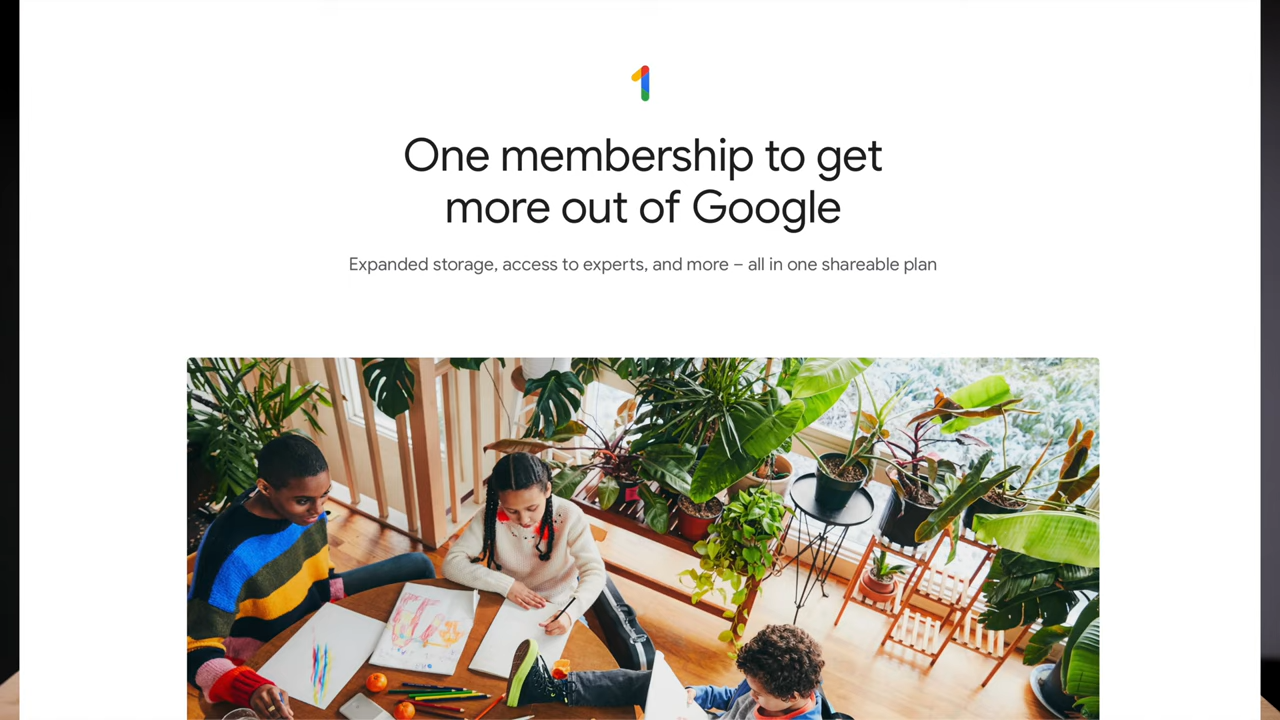 One membership to get
more out of Google
Expanded storage, access to experts, and more – all in one shareable plan